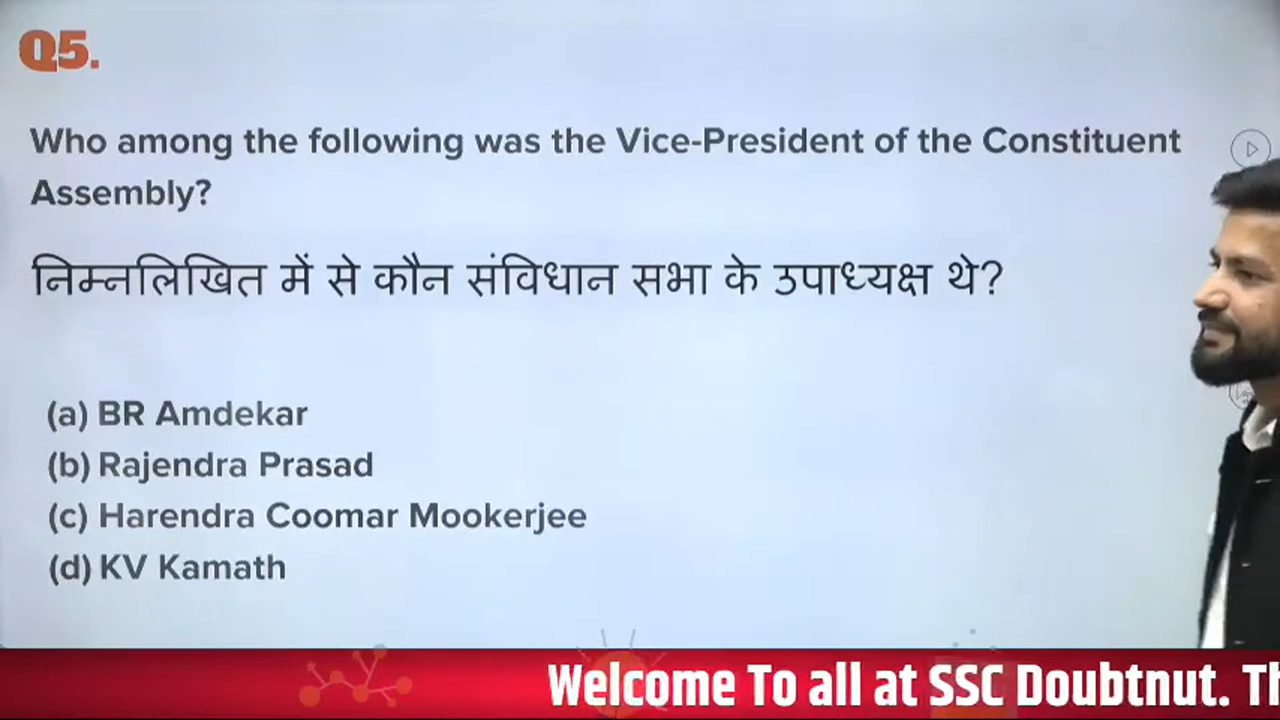 Q5.
Who among the following was the Vice-President of the Constituent
Assembly?
निम्नलिखित में से कौन संविधान सभा के उपाध्यक्ष थे?
(a) BR Amdekar
(b) Rajendra Prasad
(c) Harendra Coomar Mookerjee
(d) KV Kamath
Welcome To all at SSC Doubtnut. Th